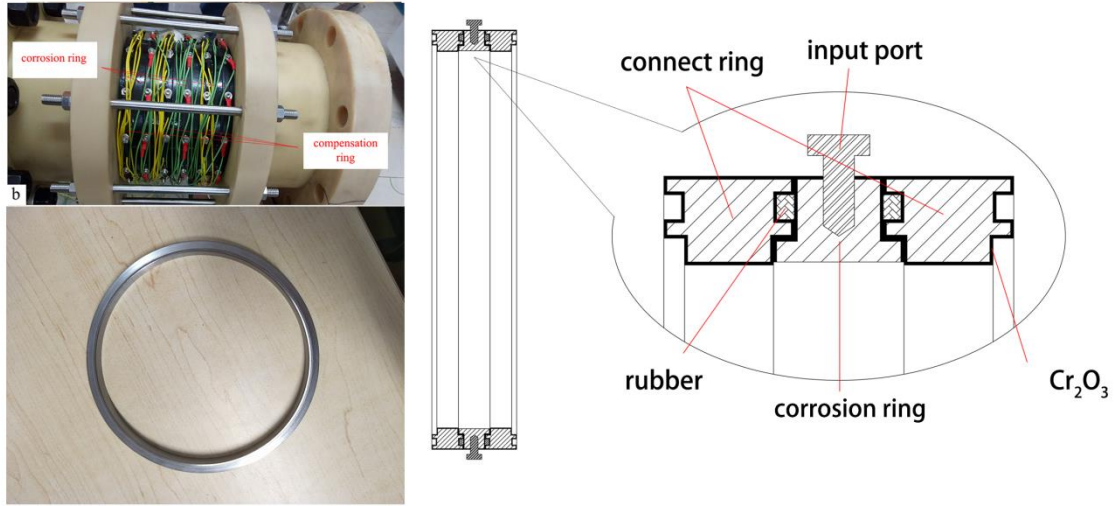 corrosion ring
compensation
ring
b
connect ring
input port
rubber
corrosion ring
Cr₂O₃